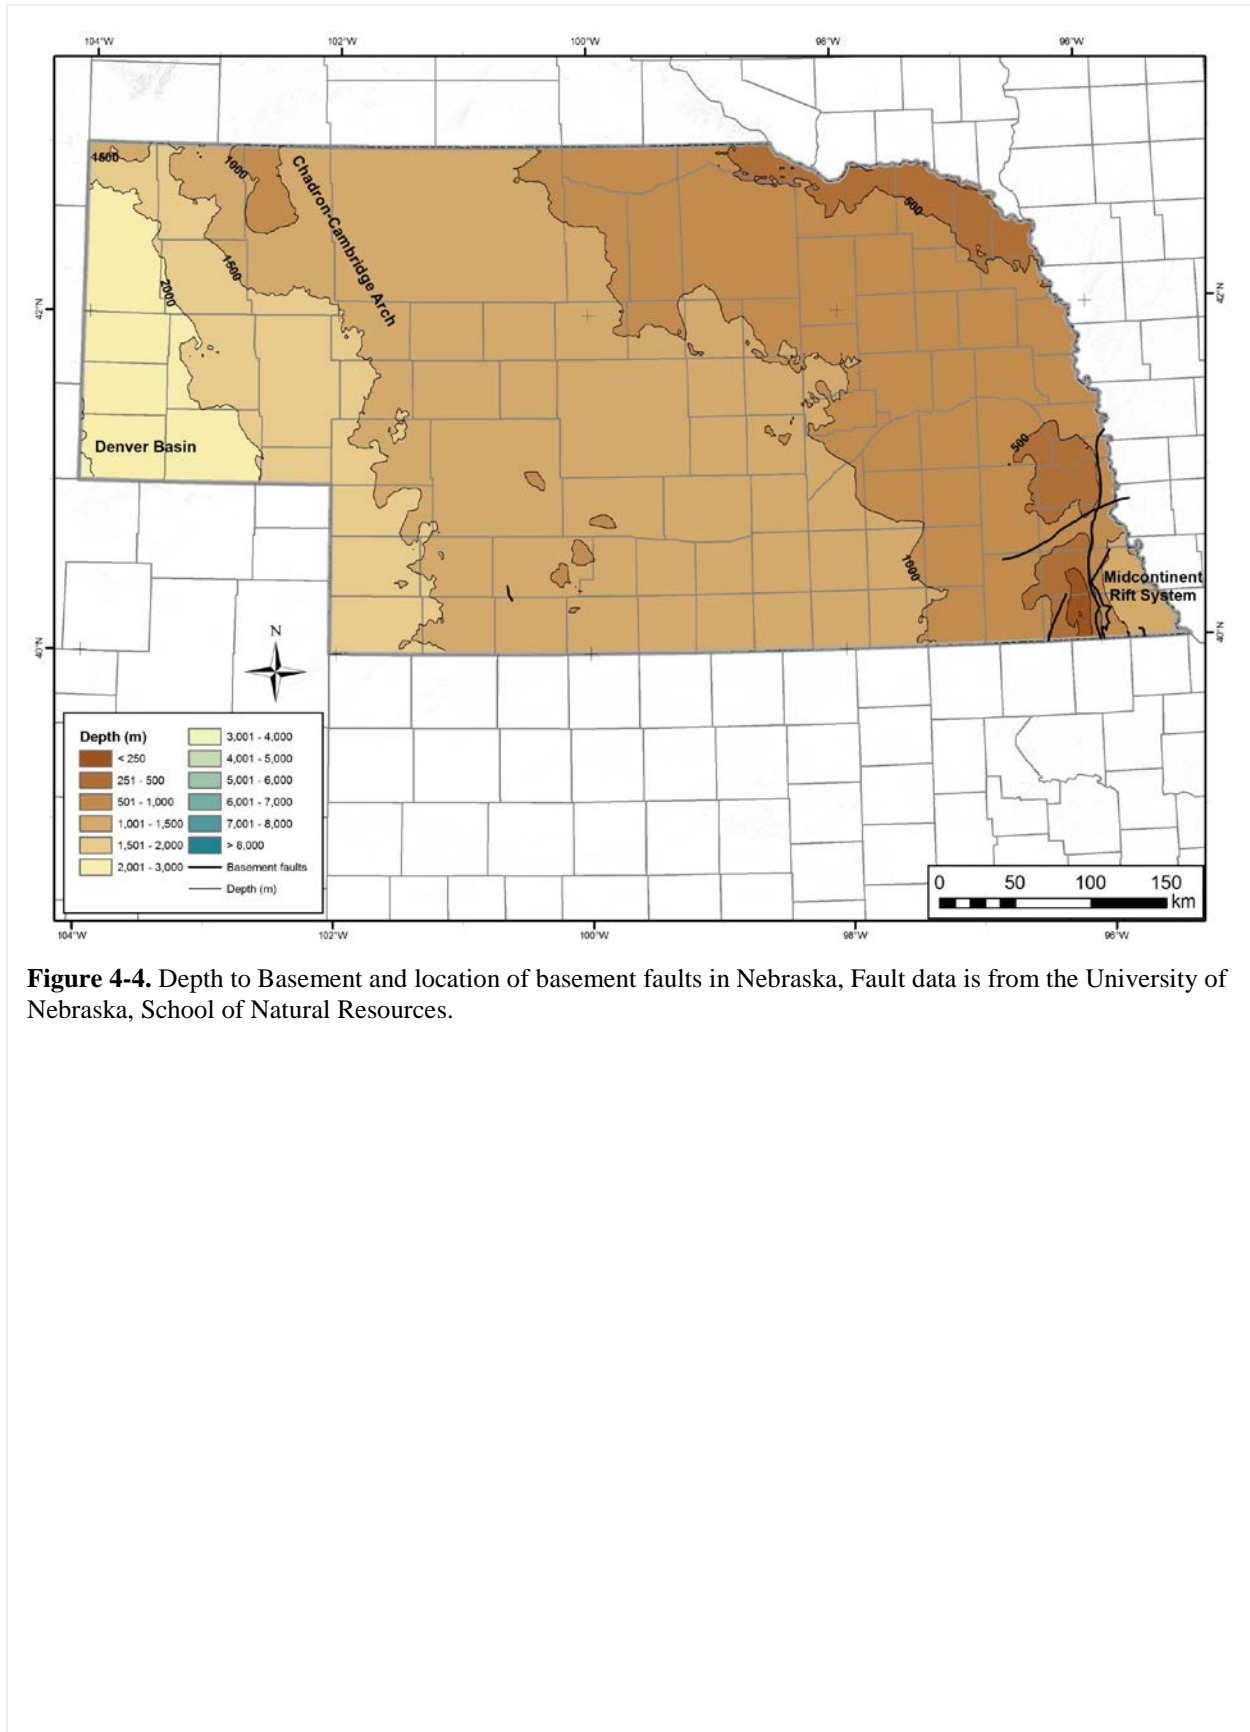 104°W 102°W 100°W 98°W 96°W
1500
1000
Chadron-Cambridge Arch
500
1500
2000
42°N
42°N
Denver Basin
500
1000
Midcontinent
Rift System
N
40°N
40°N
Depth (m)
< 250
251 - 500
501 - 1,000
1,001 - 1,500
1,501 - 2,000
2,001 - 3,000
3,001 - 4,000
4,001 - 5,000
5,001 - 6,000
6,001 - 7,000
7,001 - 8,000
> 8,000
Basement faults
Depth (m)
0 50 100 150
km
104°W 102°W 100°W 98°W 96°W
Figure 4-4. Depth to Basement and location of basement faults in Nebraska, Fault data is from the University of
Nebraska, School of Natural Resources.